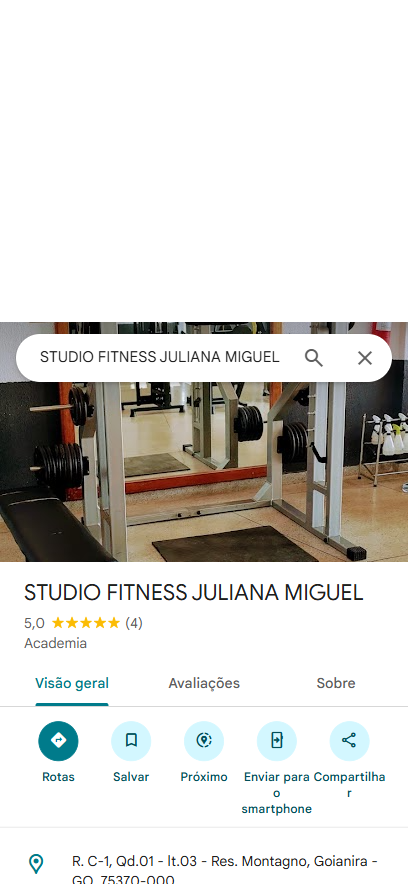 STUDIO FITNESS JULIANA MIGUEL
STUDIO FITNESS JULIANA MIGUEL
5,0 (4)
Academia
Visão geral Avaliações Sobre
Rotas Salvar Próximo Enviar para Compartilha
o r
smartphone
R. C-1, Qd.01 - lt.03 - Res. Montagno, Goianira -
GO, 75370-000